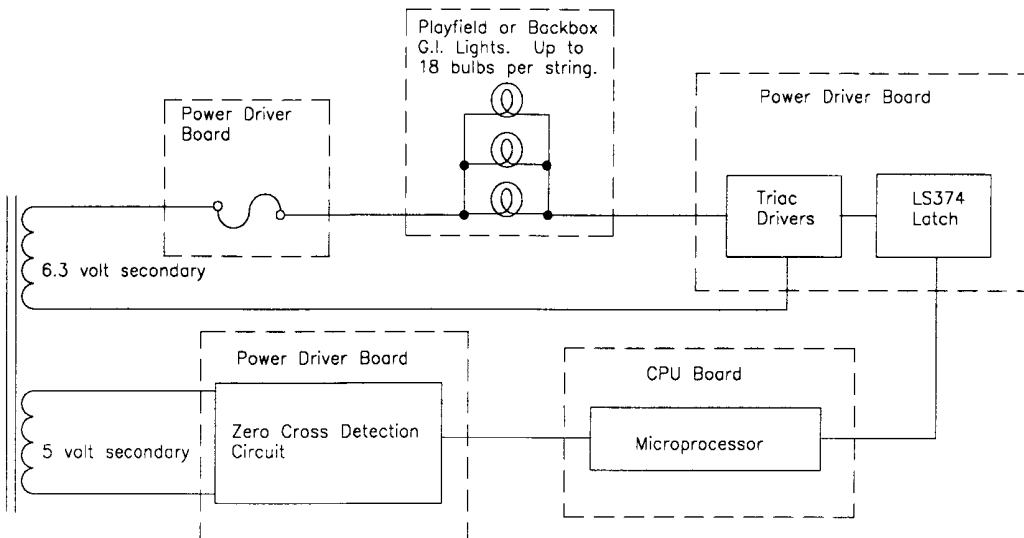 Playfield or Backbox
G.I. Lights. Up to
18 bulbs per string.
Power Driver Board
Power Driver
Board
Triac
Drivers
LS374
Latch
6.3 volt secondary
Power Driver Board
CPU Board
Zero Cross Detection
Circuit
Microprocessor
5 volt secondary